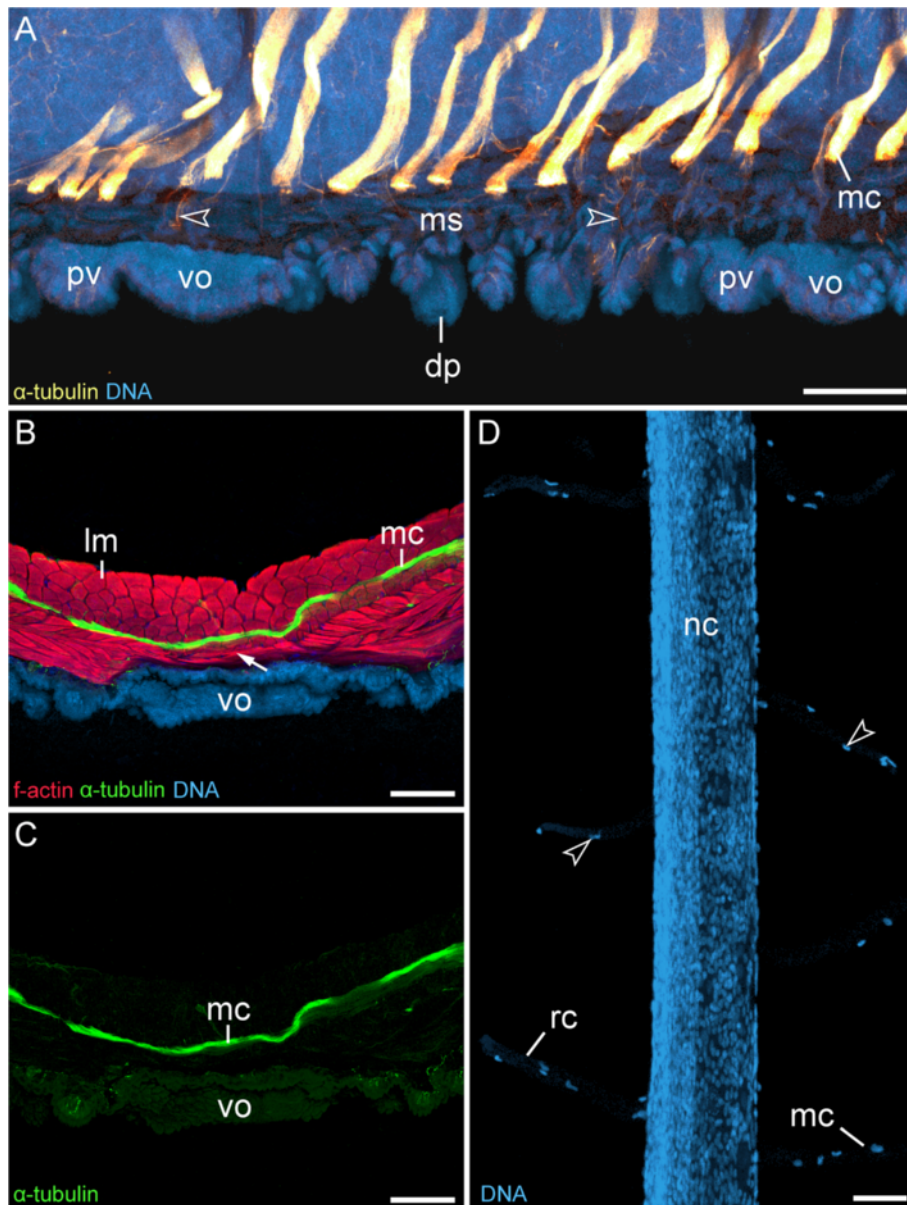 A
mc
ms
pv
vo
pv
vo
dp
α-tubulin DNA
B
lm
mc
vo
f-actin α-tubulin DNA
C
mc
vo
α-tubulin
D
nc
rc
mc
DNA